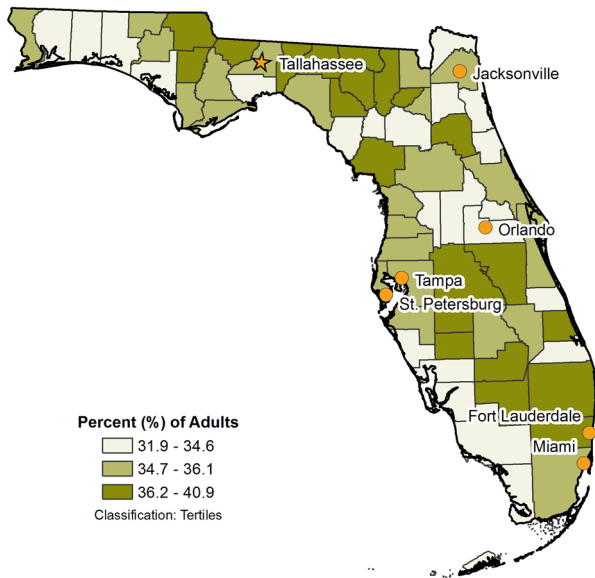 Tallahassee
Jacksonville
Orlando
Tampa
St. Petersburg
Fort Lauderdale
Miami
Percent (%) of Adults
31.9 - 34.6
34.7 - 36.1
36.2 - 40.9
Classification: Tertiles